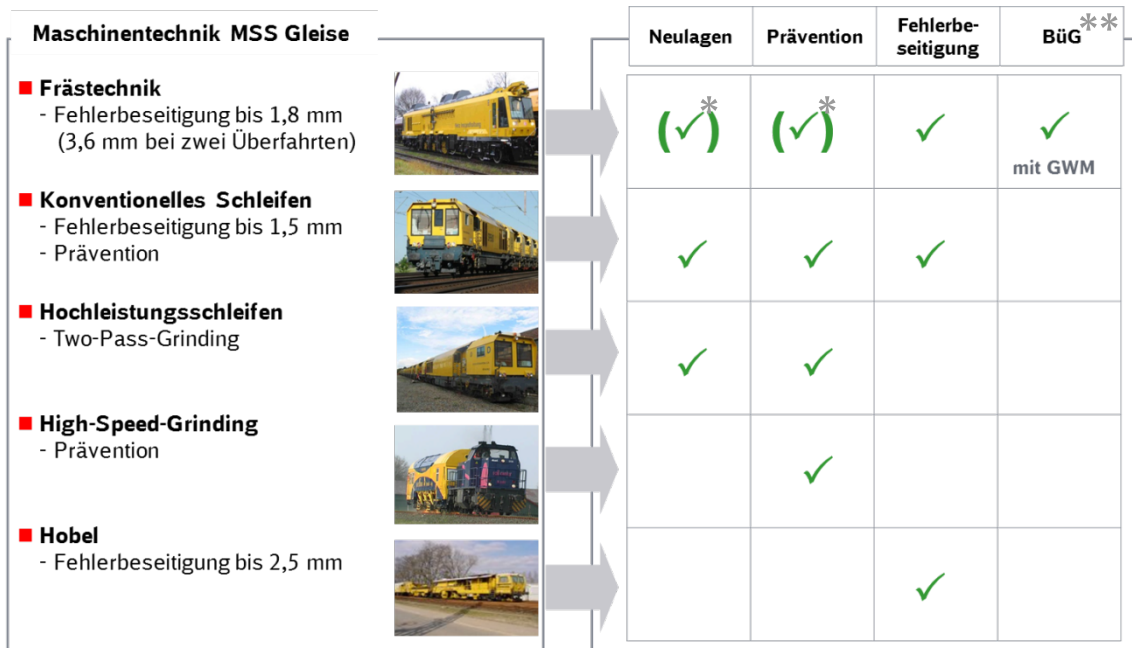 Maschinentechnik MSS Gleise
Neulagen
Prävention
Fehlerbe-
seitigung
BüG**
Frästechnik
- Fehlerbeseitigung bis 1,8 mm
(3,6 mm bei zwei Überfahrten)
(✓)*
(✓)*
✓
✓
mit GWM
Konventionelles Schleifen
- Fehlerbeseitigung bis 1,5 mm
- Prävention
✓
✓
✓
Hochleistungsschleifen
- Two-Pass-Grinding
✓
✓
High-Speed-Grinding
- Prävention
✓
Hobel
- Fehlerbeseitigung bis 2,5 mm
✓